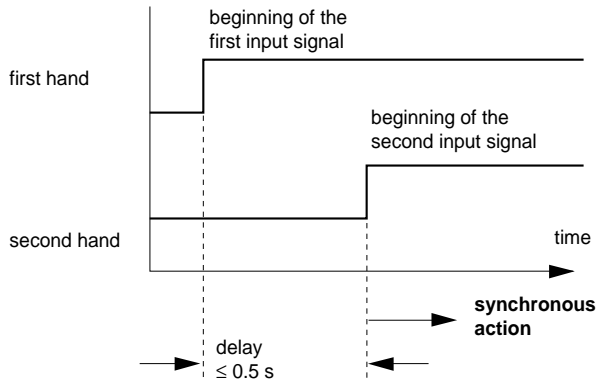 beginning of the
first input signal
first hand
beginning of the
second input signal
second hand
time
synchronous
action
delay
≤ 0.5 s